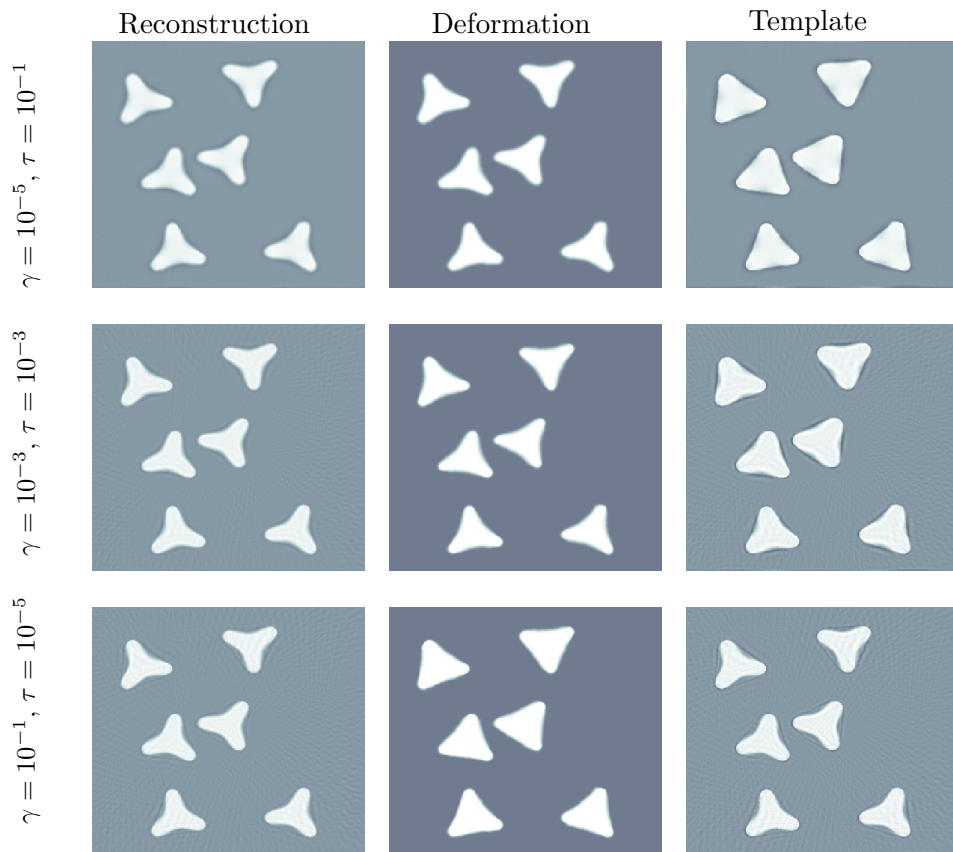 Reconstruction Deformation Template
γ = 10⁻⁵, τ = 10⁻¹
γ = 10⁻³, τ = 10⁻³
γ = 10⁻¹, τ = 10⁻⁵